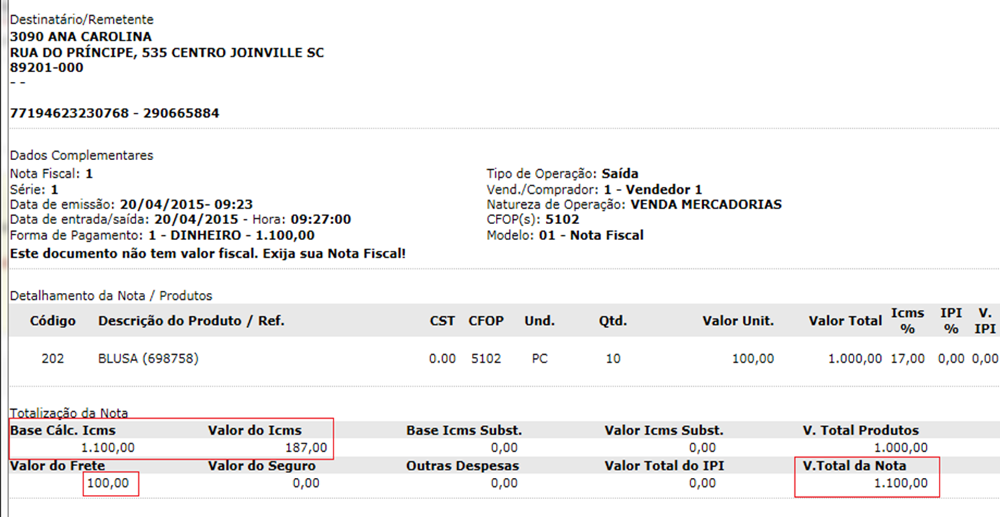 Destinatário/Remetente
3090 ANA CAROLINA
RUA DO PRÍNCIPE, 535 CENTRO JOINVILLE SC
89201-000
- -
77194623230768 - 290665884
Dados Complementares
Nota Fiscal: 1
Tipo de Operação: Saída
Série: 1
Vend./Comprador: 1 - Vendedor 1
Data de emissão: 20/04/2015- 09:23
Natureza de Operação: VENDA MERCADORIAS
Data de entrada/saída: 20/04/2015 - Hora: 09:27:00
CFOP(s): 5102
Forma de Pagamento: 1 - DINHEIRO - 1.100,00
Modelo: 01 - Nota Fiscal
Este documento não tem valor fiscal. Exija sua Nota Fiscal!
Detalhamento da Nota / Produtos
Código Descrição do Produto / Ref. CST CFOP Und. Qtd. Valor Unit. Valor Total Icms % IPI % V. IPI
202 BLUSA (698758) 0.00 5102 PC 10 100,00 1.000,00 17,00 0,00 0,00
Totalização da Nota
Base Cálc. Icms Valor do Icms Base Icms Subst. Valor Icms Subst. V. Total Produtos
1.100,00 187,00 0,00 0,00 1.000,00
Valor do Frete Valor do Seguro Outras Despesas Valor Total do IPI V.Total da Nota
100,00 0,00 0,00 0,00 1.100,00